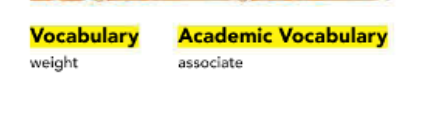 Vocabulary
weight
Academic Vocabulary
associate